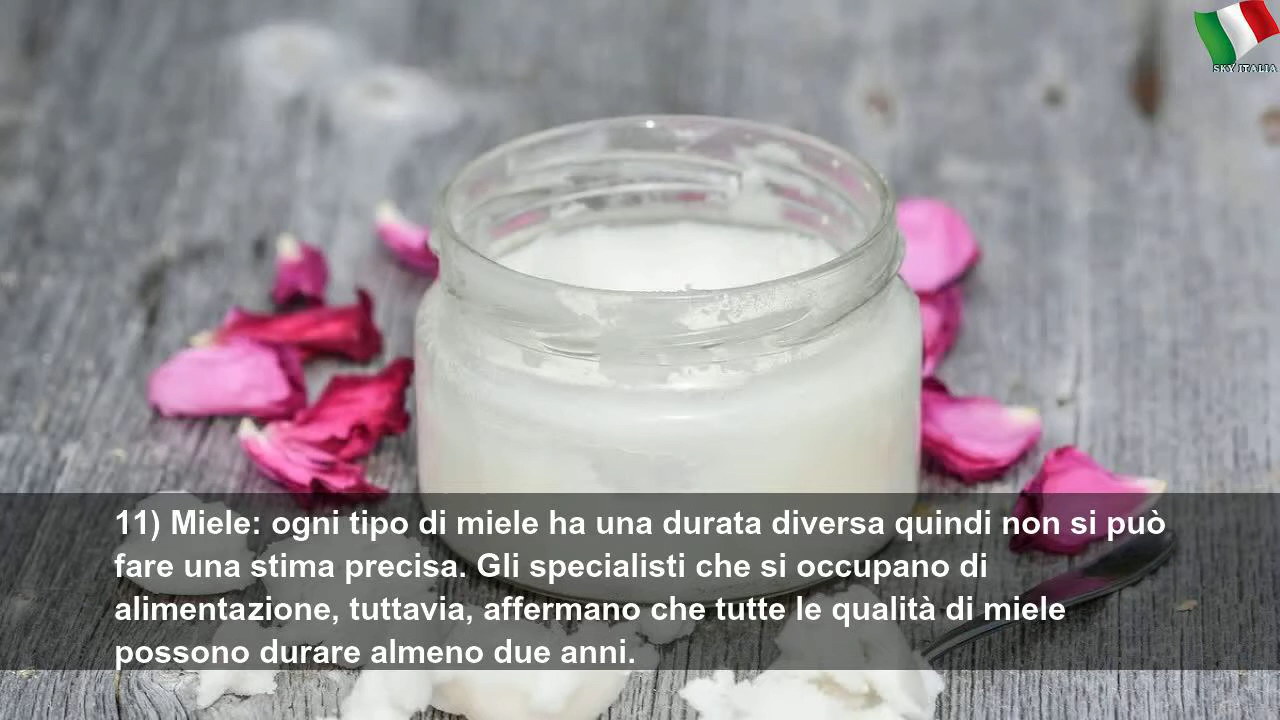 SKY ITALIA
11) Miele: ogni tipo di miele ha una durata diversa quindi non si può
fare una stima precisa. Gli specialisti che si occupano di
alimentazione, tuttavia, affermano che tutte le qualità di miele
possono durare almeno due anni.